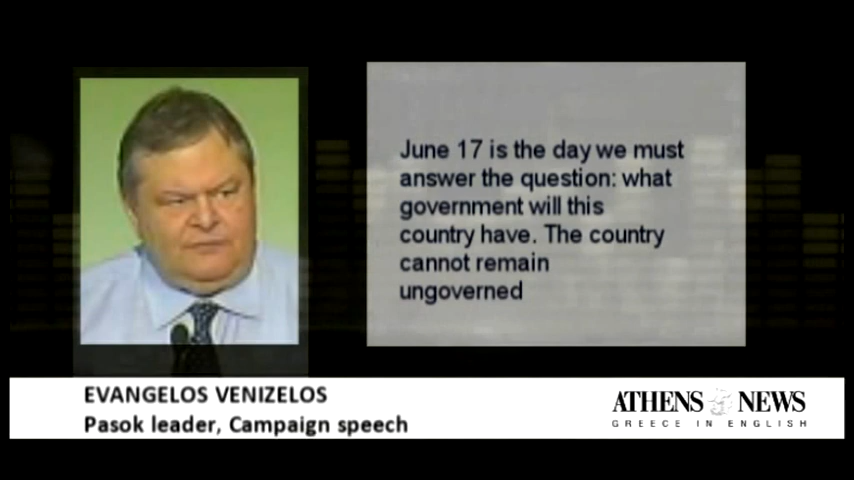 June 17 is the day we must
answer the question: what
government will this
country have. The country
cannot remain
ungoverned
EVANGELOS VENIZELOS
Pasok leader, Campaign speech
ATHENS NEWS
GREECE IN ENGLISH